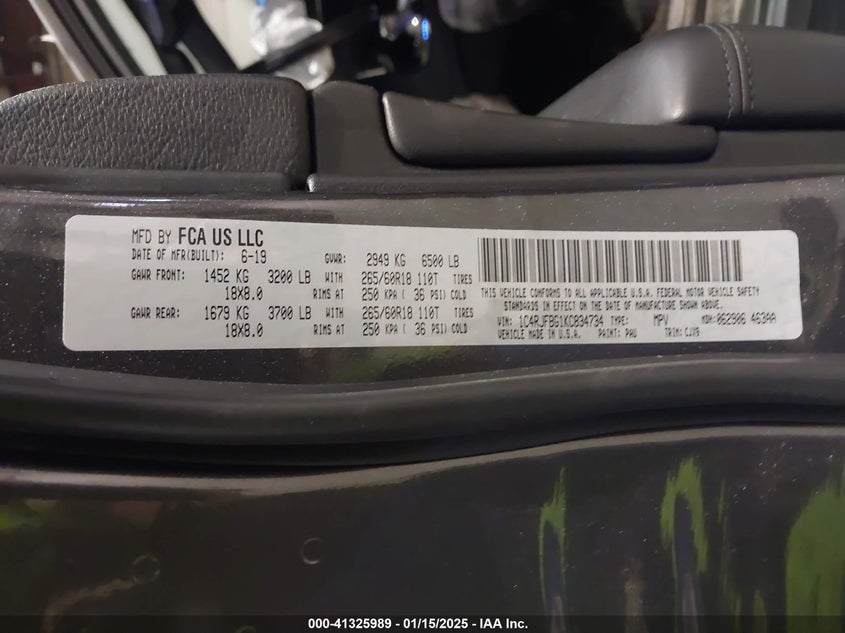 MFD BY FCA US LLC
DATE OF MFR(BUILT): 6-19 GVWR: 2949 KG 6500 LB
GAWR FRONT: 1452 KG 3200 LB WITH 265/60R18 110T TIRES
18X8.0 RIMS AT 250 KPA ( 36 PSI) COLD
GAWR REAR: 1679 KG 3700 LB WITH 265/60R18 110T TIRES
18X8.0 RIMS AT 250 KPA ( 36 PSI) COLD
THIS VEHICLE CONFORMS TO ALL APPLICABLE U.S.A. FEDERAL MOTOR VEHICLE SAFETY
STANDARDS IN EFFECT ON THE DATE OF MANUFACTURE SHOWN ABOVE.
VIN: 1C4RJFBG1KC834734 TYPE: MPV MDH: 062906 463AA
VEHICLE MADE IN U.S.A. PAINT: PAU TRIM: CJX9
000-41325989 — 01/15/2025 — IAA Inc.